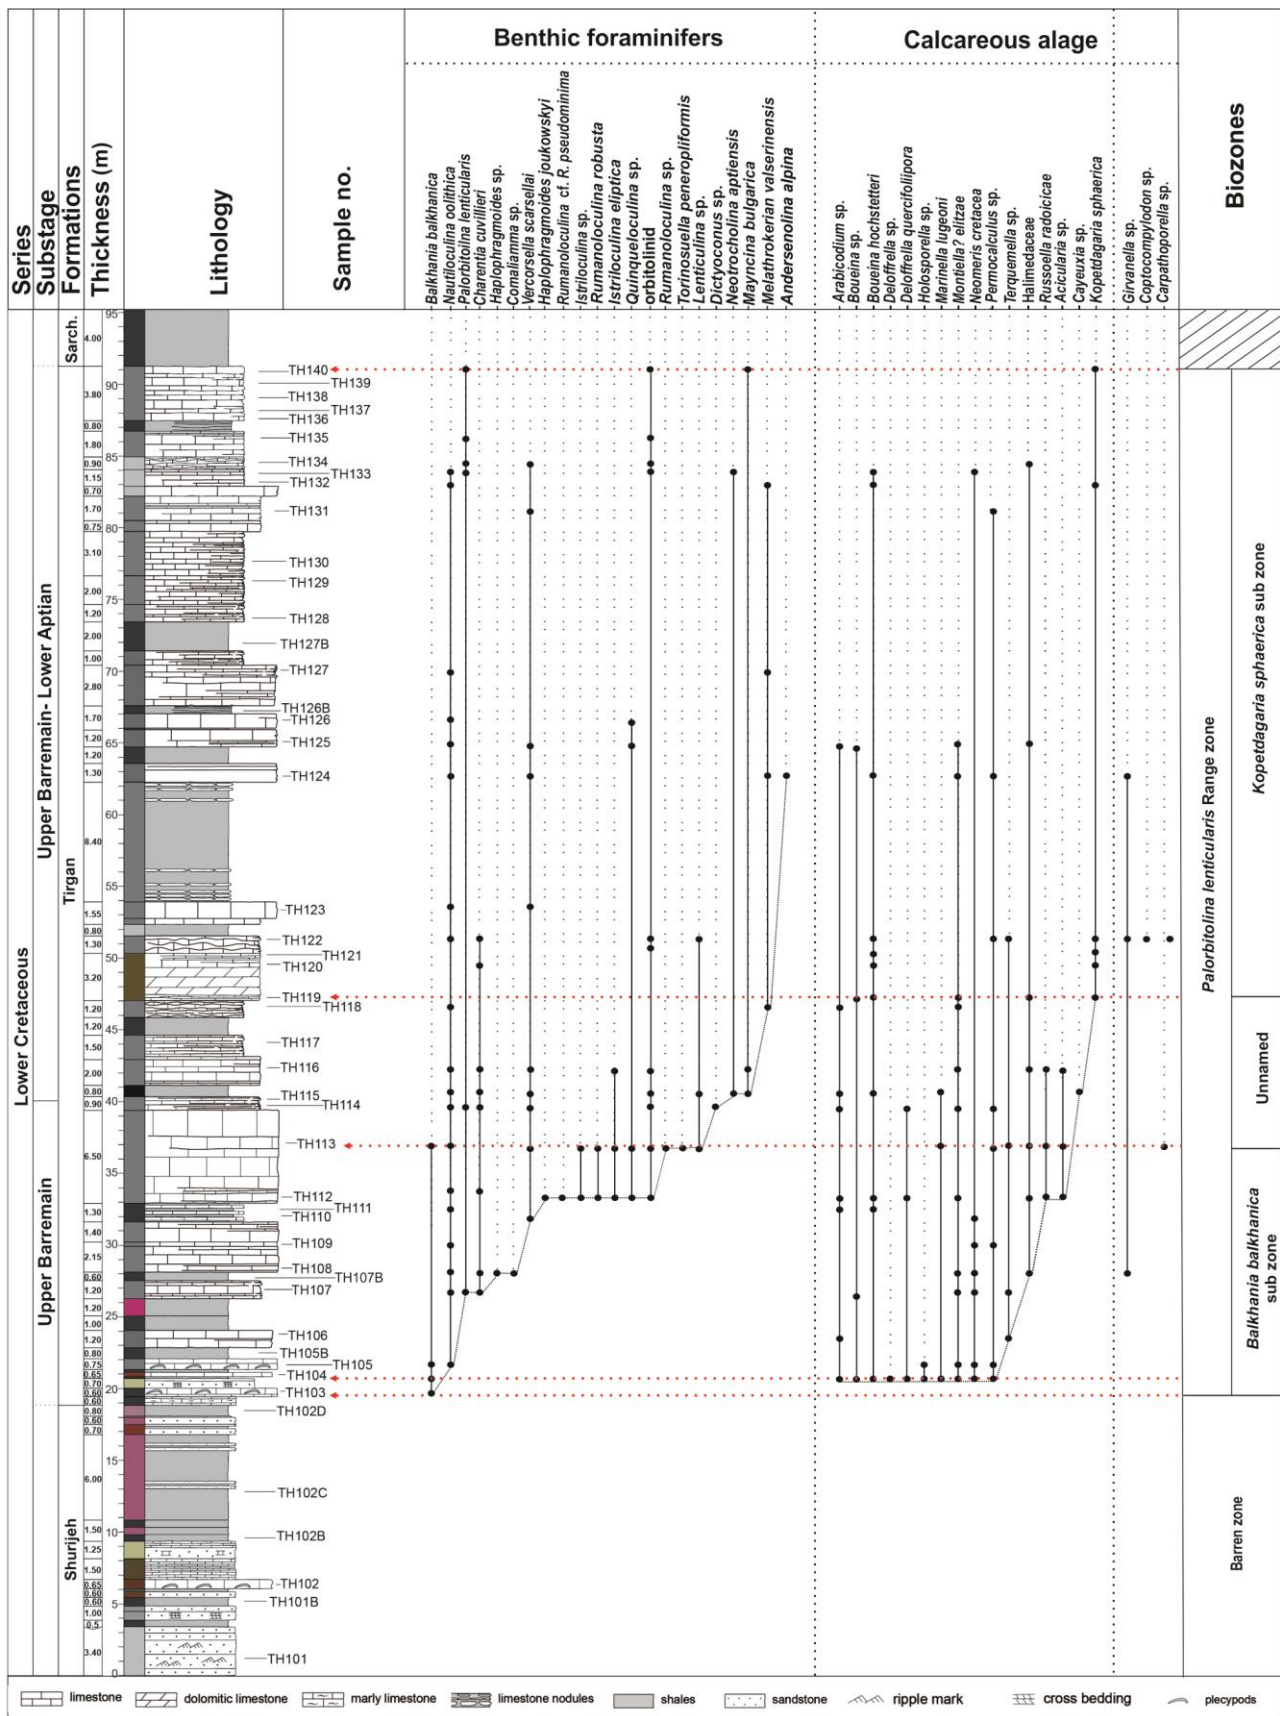 Benthic foraminifers
Calcareous alage
Series
Substage
Formations
Thickness (m)
Lithology
Sample no.
Balkhania balkhanica
Nautiloculina oolithica
Palorbitolina lenticularis
Charentia cuvillieri
Haplophragmoides sp.
Comaliamma sp.
Vercorsella scarsellai
Haplophragmoides joukowskyi
Rumanoloculina cf. R. pseudominima
Istriloculina sp.
Rumanoloculina robusta
Istriloculina eliptica
Quinqueloculina sp.
orbitolinid
Rumanoloculina sp.
Torinosuella peneropliformis
Lenticulina sp.
Dictyoconus sp.
Neotrocholina aptiensis
Mayncina bulgarica
Meathrokerian valserinensis
Andersenolina alpina
Arabicodium sp.
Boueina sp.
Boueina hochstetteri
Deloffrella sp.
Deloffrella quercifoliipora
Holosporella sp.
Marinella lugeoni
Montiella? elitzae
Neomeris cretacea
Permocalculus sp.
Terquemella sp.
Halimedaceae
Russoella radoicicae
Acicularia sp.
Cayeuxia sp.
Kopetdagaria sphaerica
Girvanella sp.
Coptocompylodon sp.
Carpathoporella sp.
Biozones
Lower Cretaceous
Upper Barremain- Lower Aptian
Upper Barremain
Sarch.
Tirgan
Shurijeh
4.00
3.80
0.80
1.80
0.90
1.15
0.70
1.70
0.75
3.10
2.00
1.20
2.00
1.00
2.80
1.70
1.20
1.20
1.30
8.40
1.55
0.80
1.30
3.20
1.20
1.20
1.50
2.00
0.80
0.90
6.50
1.30
1.40
2.15
0.60
1.20
1.20
1.00
1.20
0.80
0.75
0.65
0.70
0.60
0.60
0.80
0.60
0.70
6.00
1.50
1.25
1.50
0.65
0.60
0.60
1.00
0.5
3.40
95
90
85
80
75
70
65
60
55
50
45
40
35
30
25
20
15
10
5
0
TH140
TH139
TH138
TH137
TH136
TH135
TH134
TH133
TH132
TH131
TH130
TH129
TH128
TH127B
TH127
TH126B
TH126
TH125
TH124
TH123
TH122
TH121
TH120
TH119
TH118
TH117
TH116
TH115
TH114
TH113
TH112
TH111
TH110
TH109
TH108
TH107B
TH107
TH106
TH105B
TH105
TH104
TH103
TH102D
TH102C
TH102B
TH102
TH101B
TH101
Palorbitolina lenticularis Range zone
Kopetdagaria sphaerica sub zone
Unnamed
Balkhania balkhanica
sub zone
Barren zone
limestone
dolomitic limestone
marly limestone
limestone nodules
shales
sandstone
ripple mark
cross bedding
plecypods